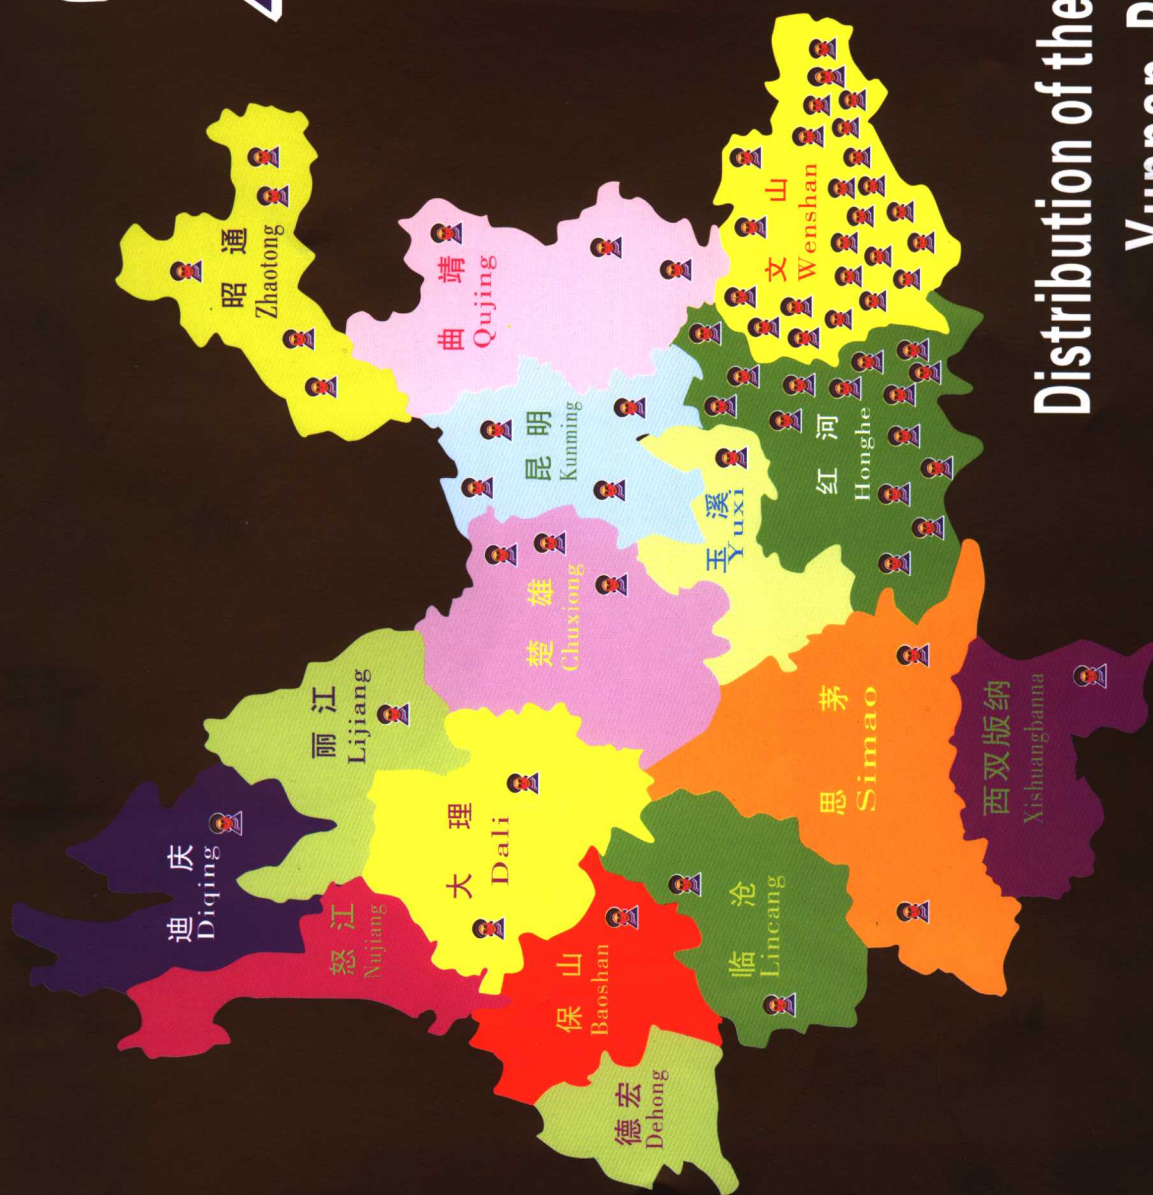 迪庆
Diqing
昭通
Zhaotong
丽江
Lijiang
怒江
Nujiang
曲靖
Qujing
大理
Dali
昆明
Kunming
楚雄
Chuxiong
保山
Baoshan
德宏
Dehong
玉溪
Yuxi
临沧
Lincang
文山
Wenshan
红河
Honghe
思茅
Simao
西双版纳
Xishuangbanna
Distribution of the
Yunnan